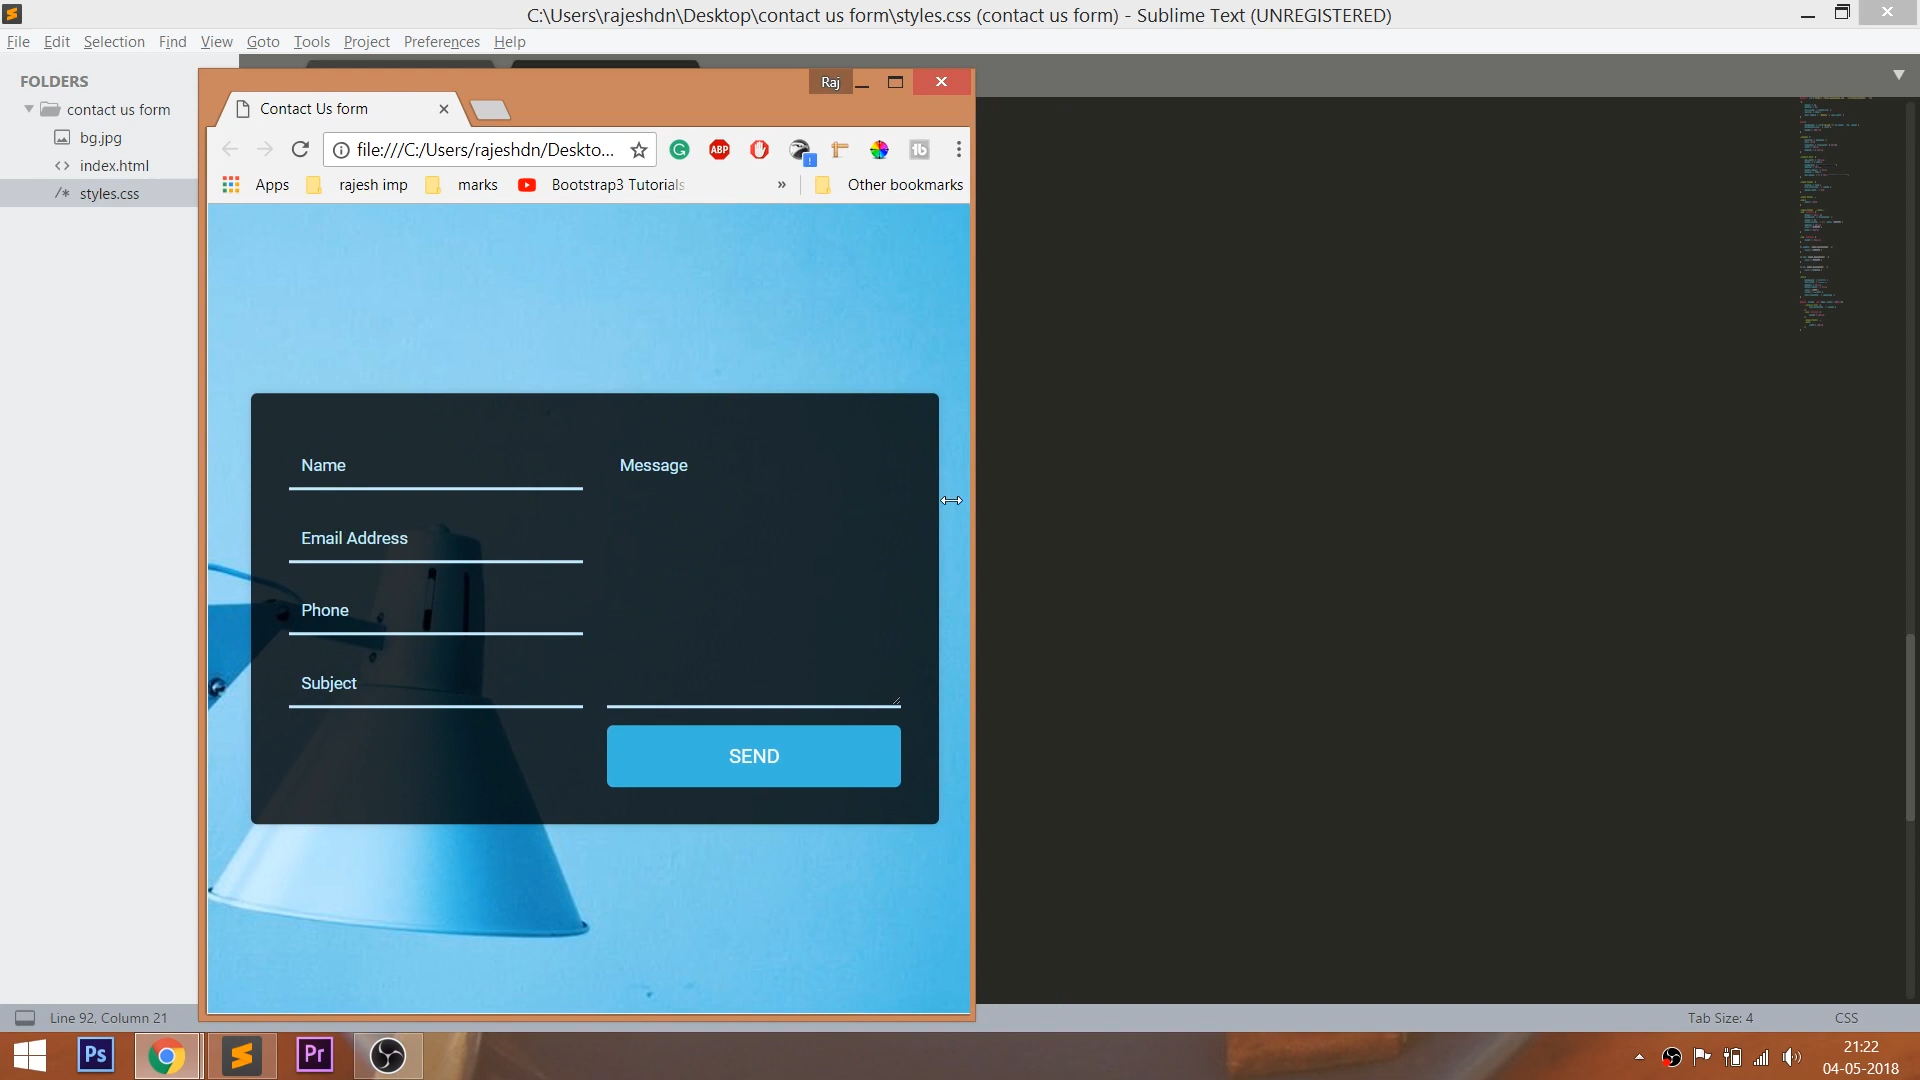 C:\Users\rajeshdn\Desktop\contact us form\styles.css (contact us form) - Sublime Text (UNREGISTERED)
File Edit Selection Find View Goto Tools Project Preferences Help
FOLDERS
contact us form
bg.jpg
<> index.html
/* styles.css
Raj
Contact Us form
file:///C:/Users/rajeshdn/Deskto...
ABP
Apps rajesh imp marks Bootstrap3 Tutorials » Other bookmarks
Name
Message
Email Address
Phone
Subject
SEND
Line 92, Column 21
Tab Size: 4
CSS
Ps
Pr
21:22
04-05-2018